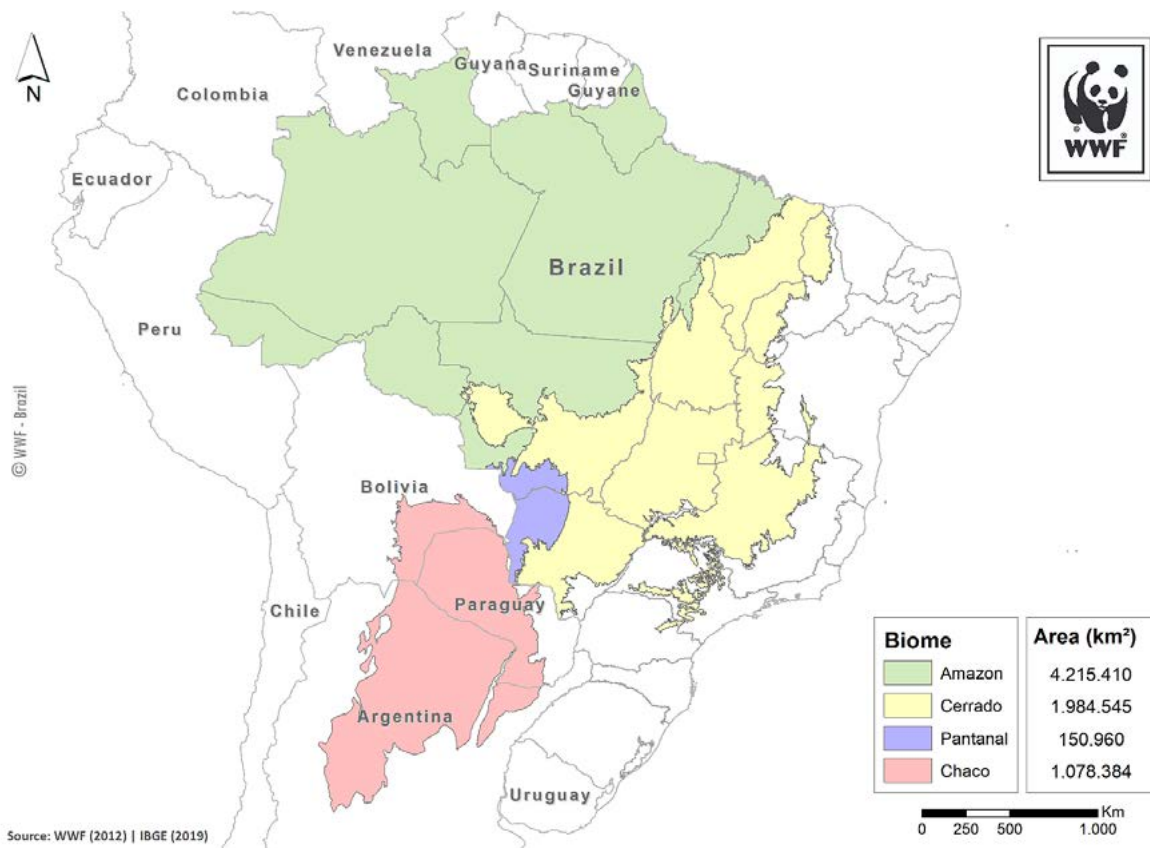 Venezuela
Guyana
Suriname
Guyane
Colombia
Ecuador
Brazil
Peru
Bolivia
Paraguay
Chile
Argentina
Uruguay
N
©
WWF
®
© WWF - Brazil
Biome Area (km²)
Amazon 4.215.410
Cerrado 1.984.545
Pantanal 150.960
Chaco 1.078.384
Km
0 250 500 1.000
Source: WWF (2012) | IBGE (2019)